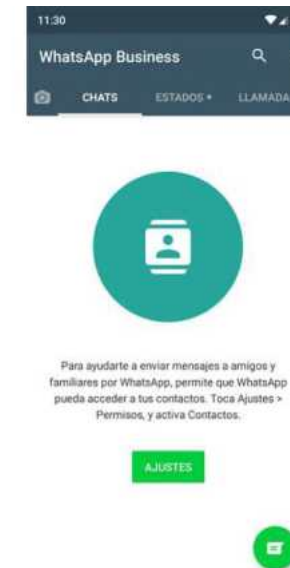 11:30
WhatsApp Business
CHATS ESTADOS LLAMADA
Para ayudarte a enviar mensajes a amigos y
familiares por WhatsApp, permite que WhatsApp
pueda acceder a tus contactos. Toca Ajustes >
Permisos, y activa Contactos.
AJUSTES